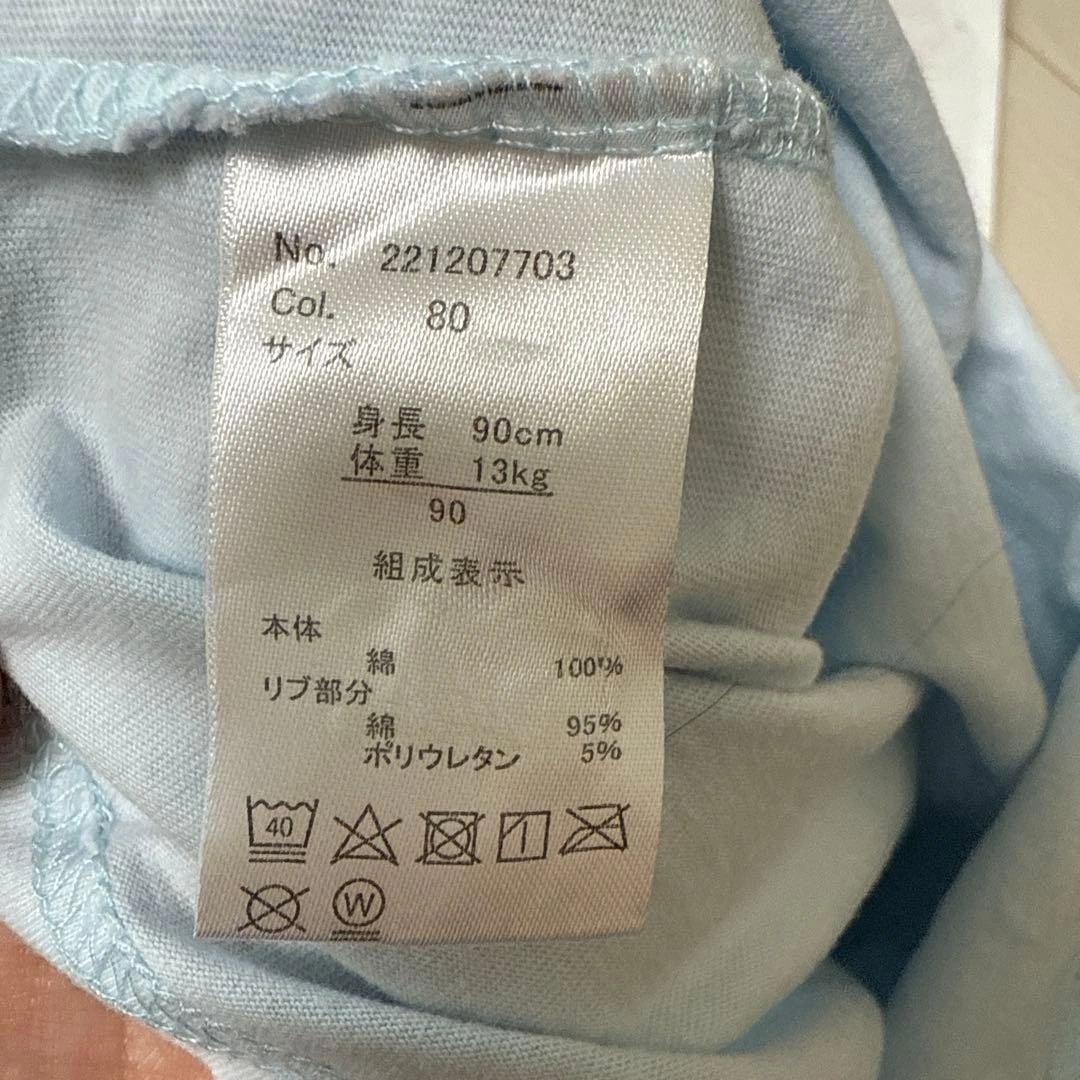 No. 221207703
Col. 80
サイズ
身長 90cm
体重 13kg
90
組成表示
本体
綿 100%
リブ部分
綿 95%
ポリウレタン 5%
40
W